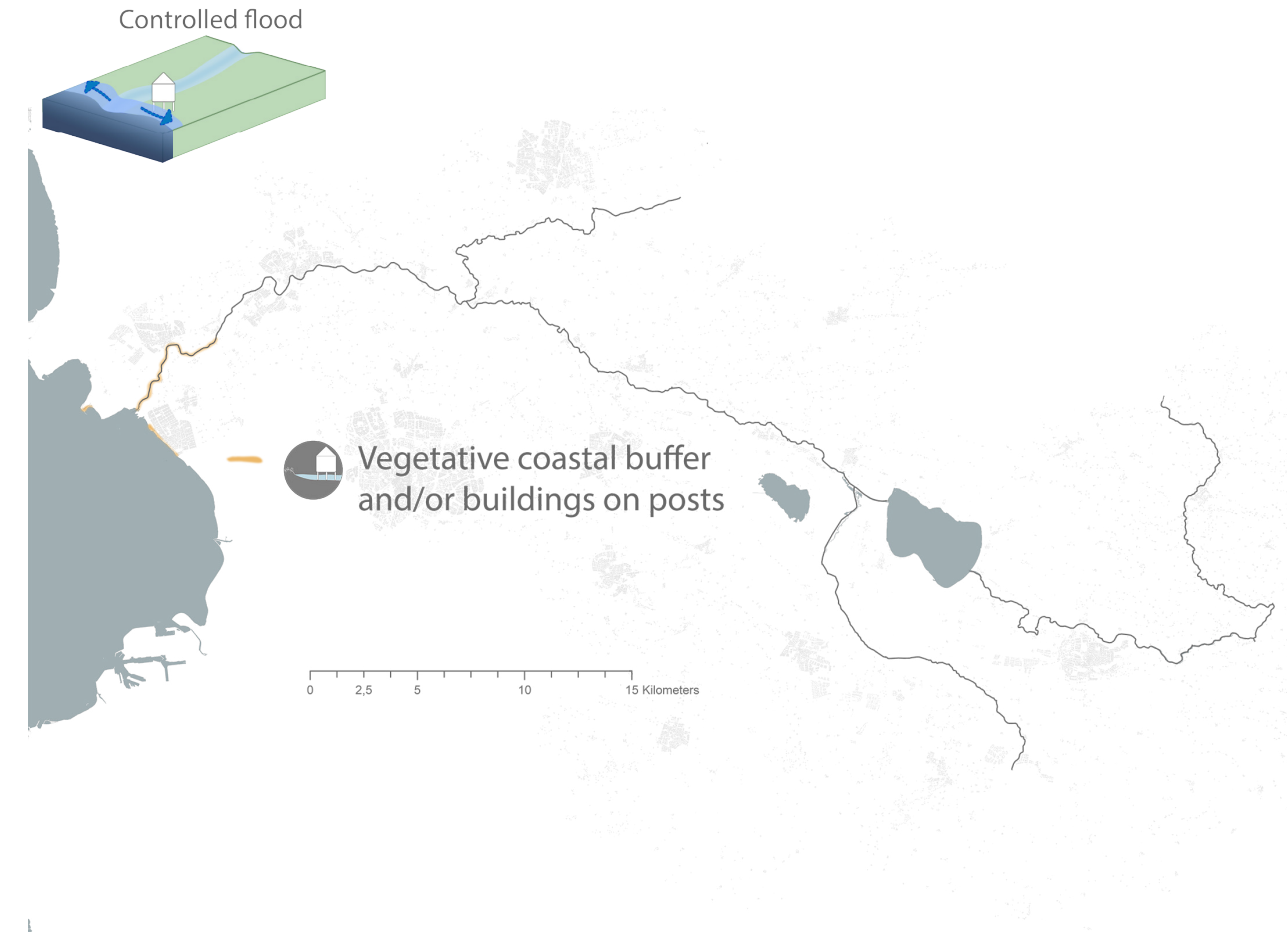 Controlled flood
Vegetative coastal buffer
and/or buildings on posts
0 2,5 5 10 15 Kilometers